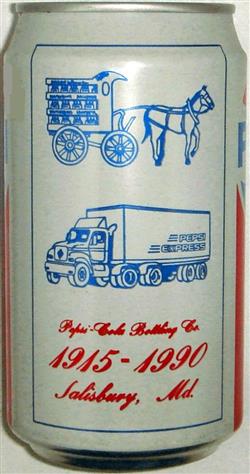 PEPSI
EXPRESS
Pepsi-Cola Bottling Co.
1915-1990
Salisbury, Md.